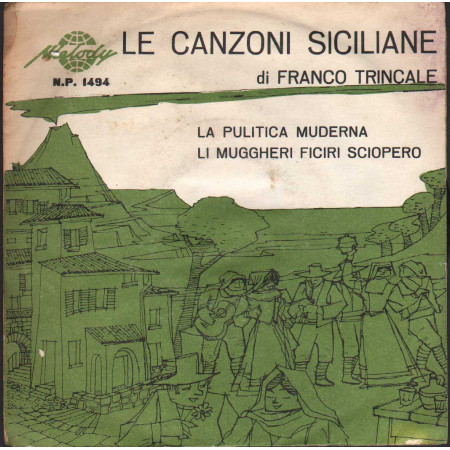 Melody
LE CANZONI SICILIANE
N.P. 1494
di FRANCO TRINCALE
LA PULITICA MUDERNA
LI MUGGHERI FICIRI SCIOPERO